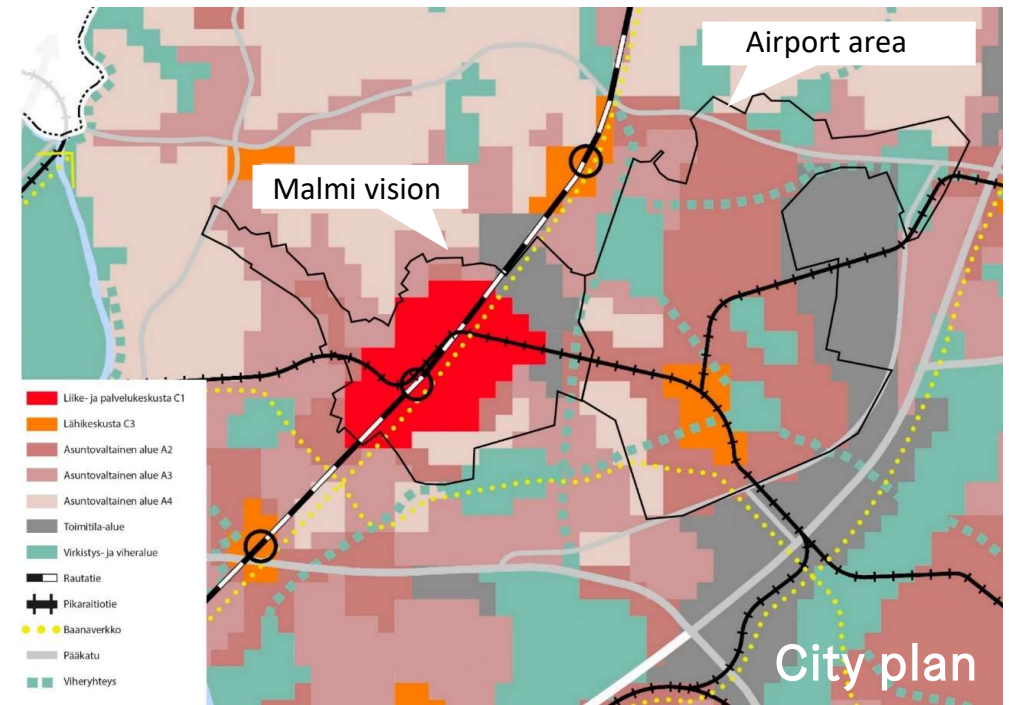 Airport area
Malmi vision
Liike- ja palvelukeskusta C1
Lähikeskusta C3
Asuntovaltainen alue A2
Asuntovaltainen alue A3
Asuntovaltainen alue A4
Toimitila-alue
Virkistys- ja viheralue
Rautatie
Pikaraitiotie
Baanaverkko
Pääkatu
Viheryhteys
City plan